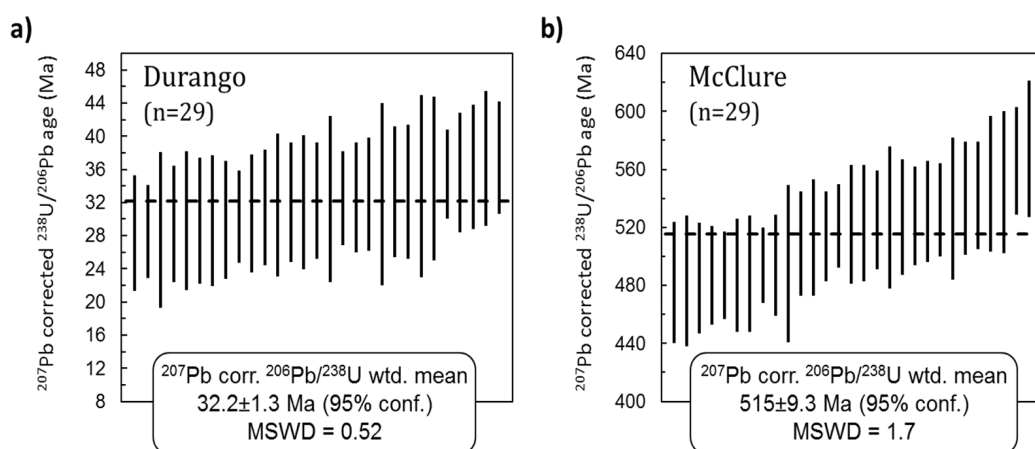 a)
²⁰⁷Pb corrected ²³⁸U/²⁰⁶Pb age (Ma)
48
44
40
36
32
28
24
20
16
12
8
Durango
(n=29)
²⁰⁷Pb corr. ²⁰⁶Pb/²³⁸U wtd. mean
32.2±1.3 Ma (95% conf.)
MSWD = 0.52
b)
²⁰⁷Pb corrected ²³⁸U/²⁰⁶Pb age (Ma)
640
600
560
520
480
440
400
McClure
(n=29)
²⁰⁷Pb corr. ²⁰⁶Pb/²³⁸U wtd. mean
515±9.3 Ma (95% conf.)
MSWD = 1.7